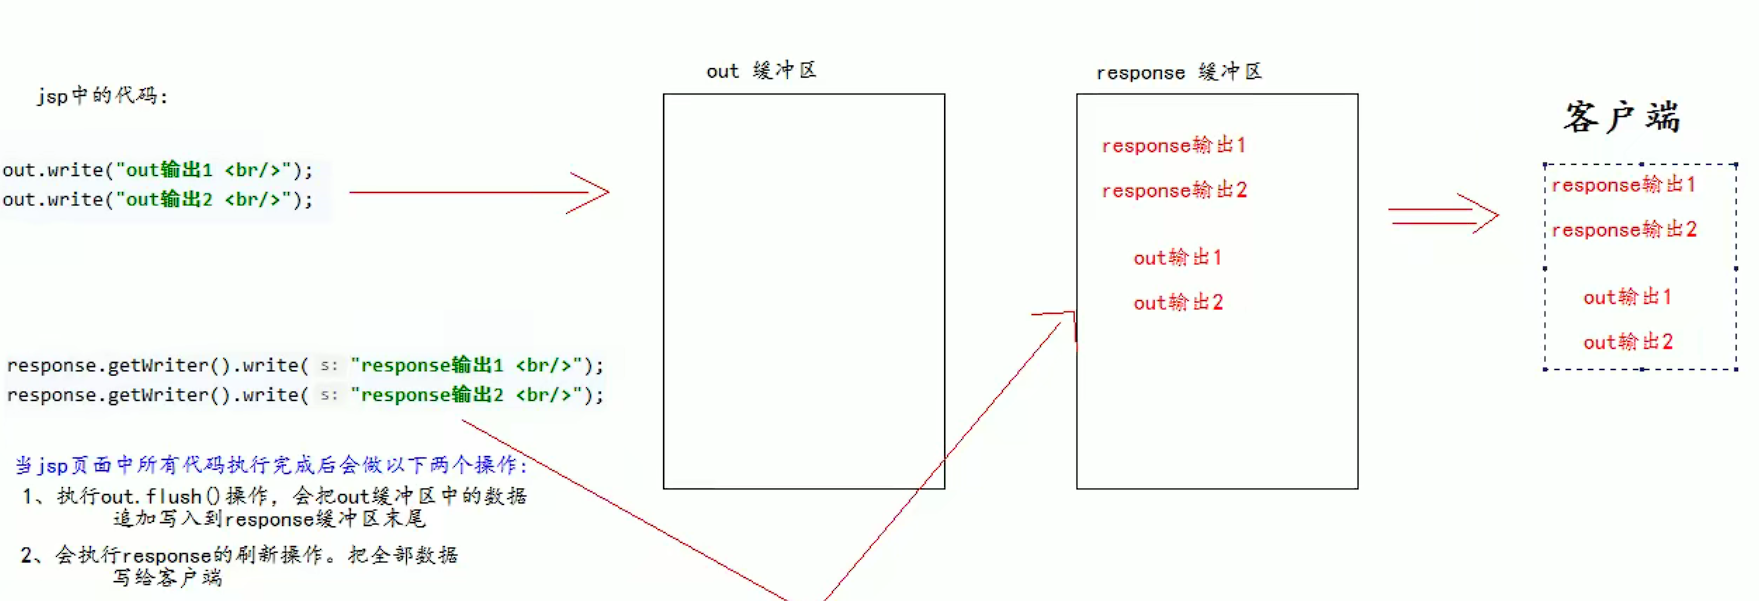 jsp中的代码:
out.write("out输出1 <br/>");
out.write("out输出2 <br/>");
response.getWriter().write( s: "response输出1 <br/>");
response.getWriter().write( s: "response输出2 <br/>");
当jsp页面中所有代码执行完成后会做以下两个操作:
1、执行out.flush()操作，会把out缓冲区中的数据
追加写入到response缓冲区末尾
2、会执行response的刷新操作。把全部数据
写给客户端
out 缓冲区
response 缓冲区
response输出1
response输出2
out输出1
out输出2
客户端
response输出1
response输出2
out输出1
out输出2